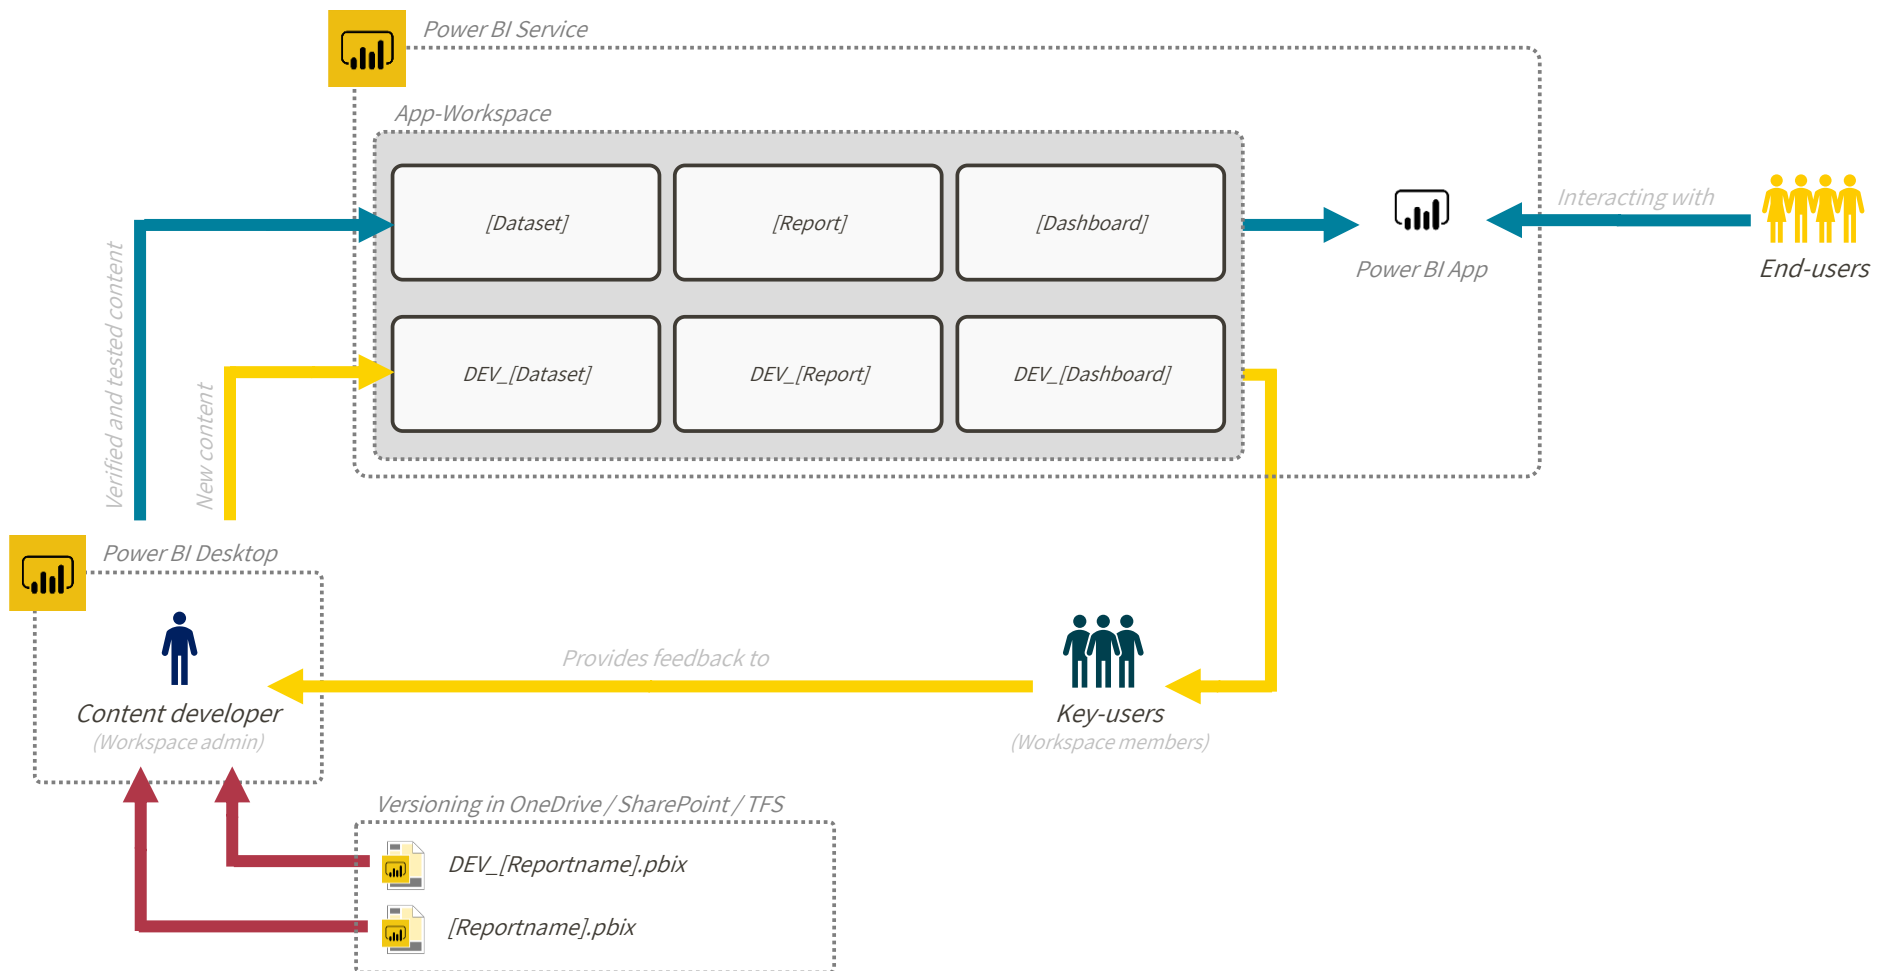 Power BI Service
App-Workspace
[Dataset]
[Report]
[Dashboard]
Power BI App
Interacting with
End-users
DEV_[Dataset]
DEV_[Report]
DEV_[Dashboard]
Verified and tested content
New content
Power BI Desktop
Content developer
(Workspace admin)
Provides feedback to
Key-users
(Workspace members)
Versioning in OneDrive / SharePoint / TFS
DEV_[Reportname].pbix
[Reportname].pbix